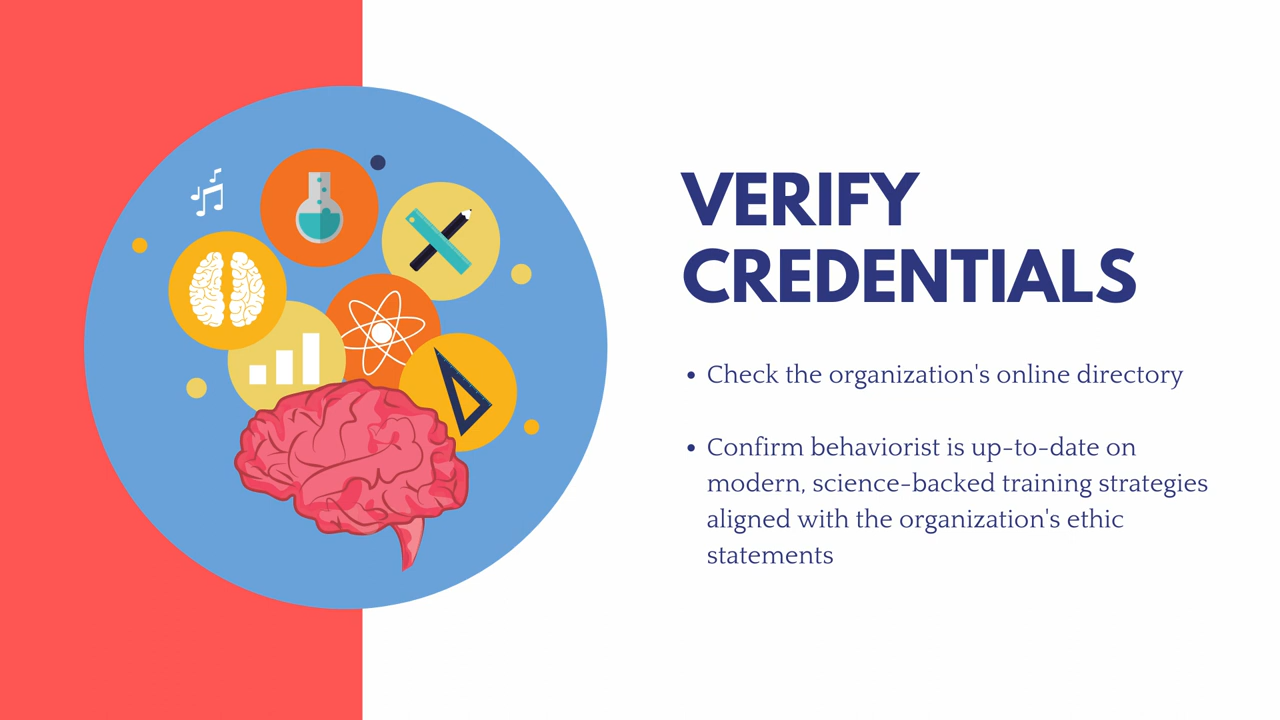 VERIFY
CREDENTIALS
• Check the organization's online directory
• Confirm behaviorist is up-to-date on
modern, science-backed training strategies
aligned with the organization's ethic
statements